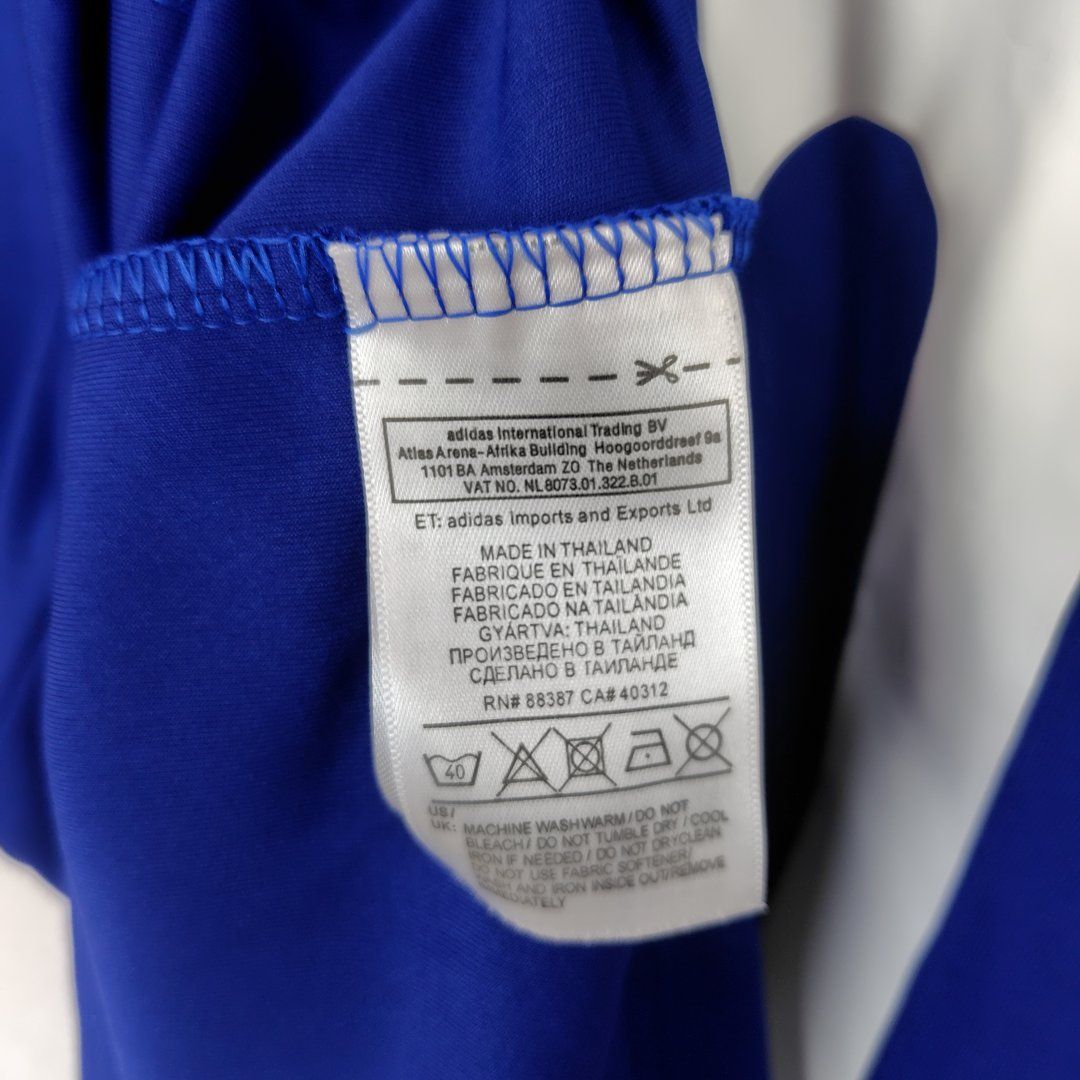 adidas International Trading BV
Atlas Arena-Afrika Building Hoogoorddreef 9a
1101 BA Amsterdam ZO The Netherlands
VAT NO. NL8073.01.322.B.01
ET: adidas Imports and Exports Ltd
MADE IN THAILAND
FABRIQUE EN THAÏLANDE
FABRICADO EN TAILANDIA
FABRICADO NA TAILÂNDIA
GYÁRTVA: THAILAND
ПРОИЗВЕДЕНО В ТАЙЛАНД
СДЕЛАНО В ТАИЛАНДЕ
RN# 88387 CA# 40312
40
US/
UK: MACHINE WASH WARM / DO NOT
BLEACH / DO NOT TUMBLE DRY / COOL
IRON IF NEEDED / DO NOT DRYCLEAN
NOT USE FABRIC SOFTENER/
AND IRON INSIDE OUT/REMOVE